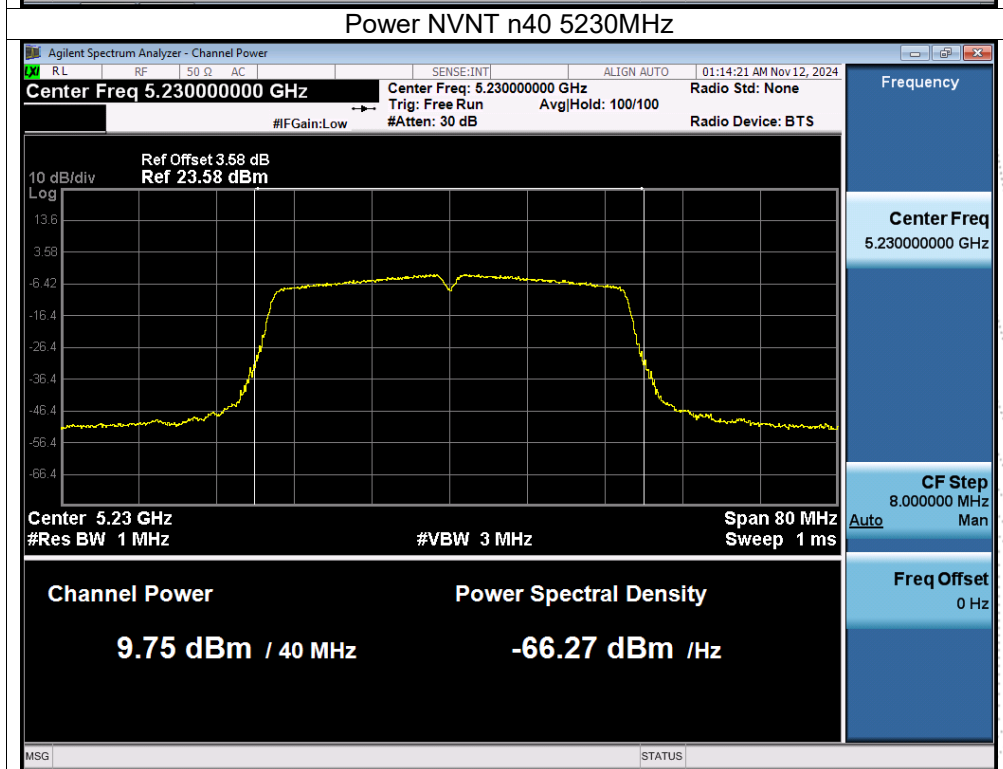 Power NVNT n40 5230MHz
Agilent Spectrum Analyzer - Channel Power
LXI RL RF 50 Ω AC SENSE:INT ALIGN AUTO 01:14:21 AM Nov 12, 2024
Center Freq 5.230000000 GHz
Center Freq: 5.230000000 GHz
Radio Std: None
Trig: Free Run Avg|Hold: 100/100
#IFGain:Low
#Atten: 30 dB
Radio Device: BTS
Ref Offset 3.58 dB
10 dB/div Ref 23.58 dBm
Log
13.6
3.58
-6.42
-16.4
-26.4
-36.4
-46.4
-56.4
-66.4
Center 5.23 GHz Span 80 MHz
#Res BW 1 MHz #VBW 3 MHz Sweep 1 ms
Channel Power Power Spectral Density
9.75 dBm / 40 MHz -66.27 dBm /Hz
Frequency
Center Freq
5.230000000 GHz
CF Step
8.000000 MHz
Auto Man
Freq Offset
0 Hz
MSG STATUS